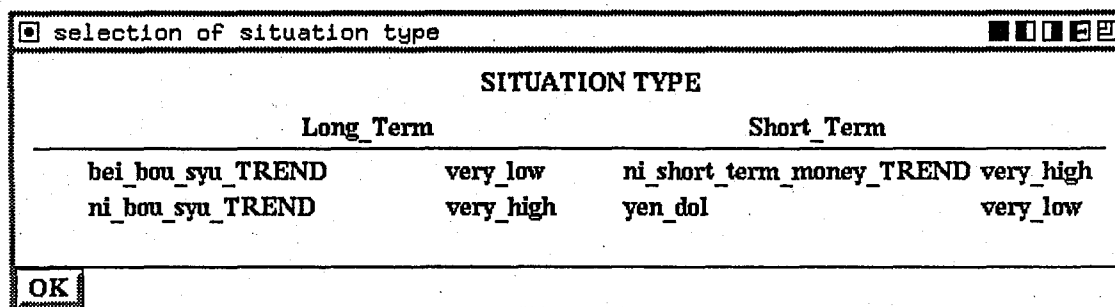 selection of situation type
SITUATION TYPE
Long_Term Short_Term
bei_bou_syu_TREND very_low ni_short_term_money_TREND very_high
ni_bou_syu_TREND very_high yen_dol very_low
OK